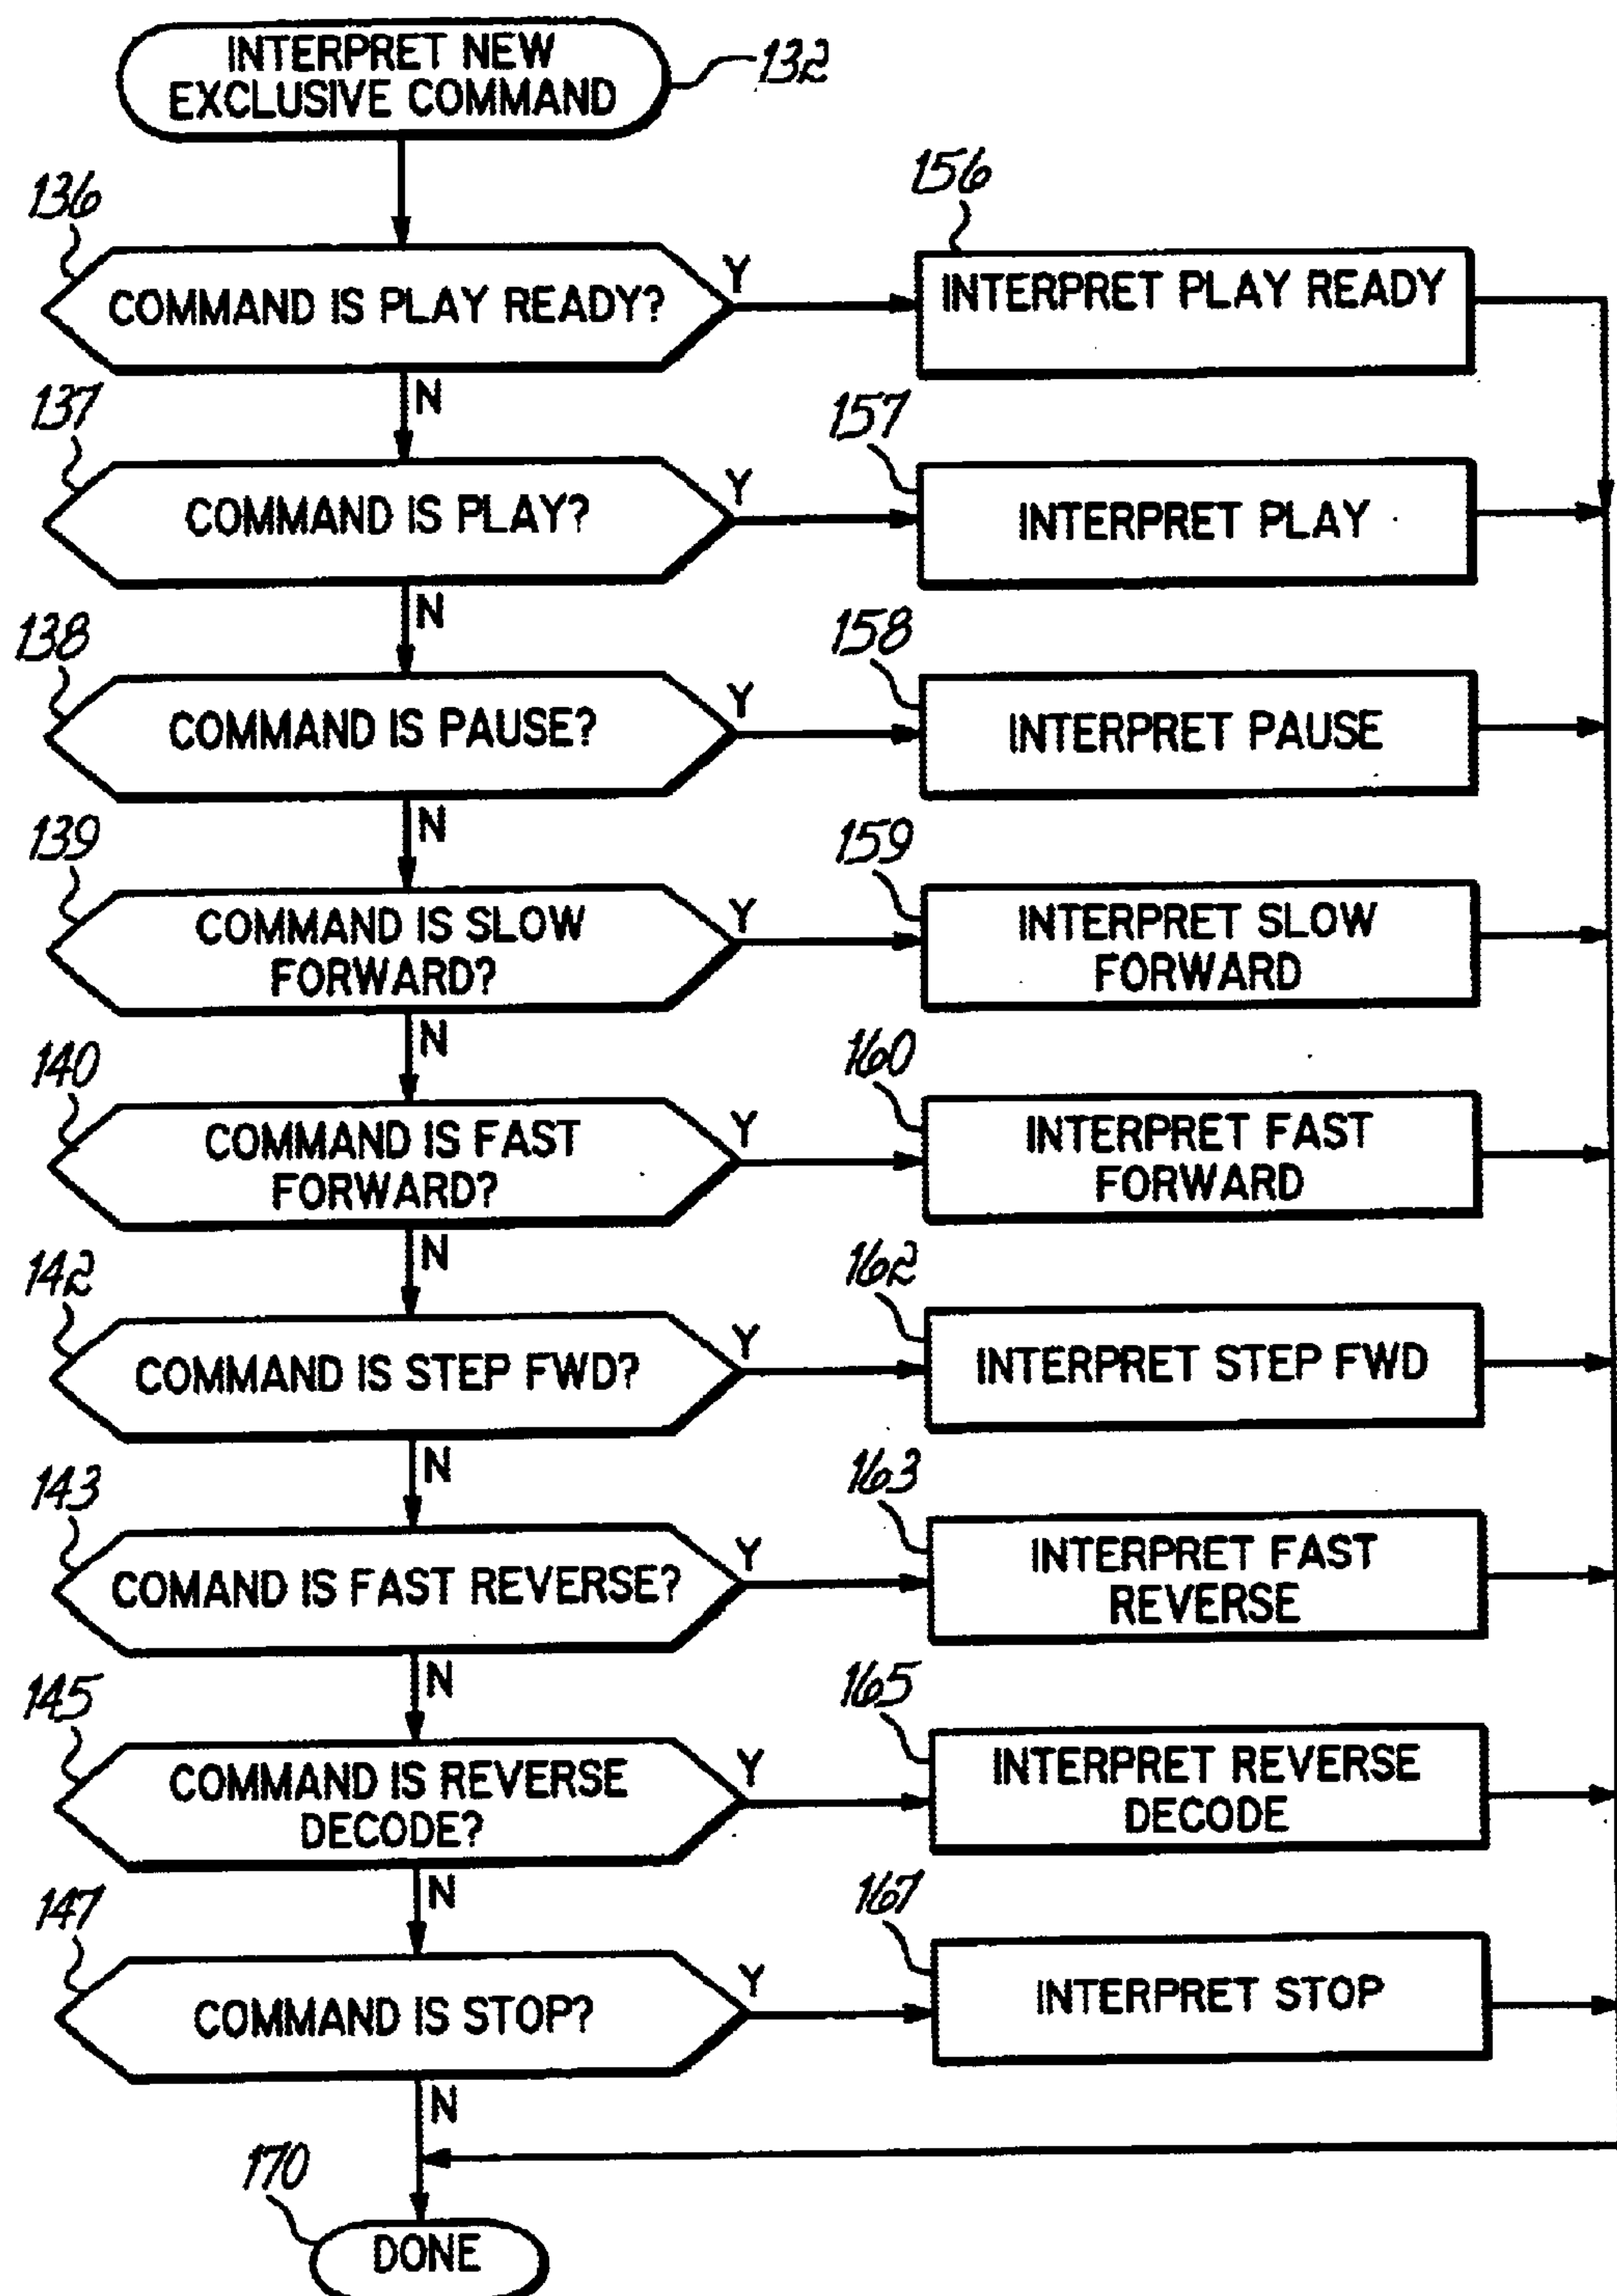 INTERPRET NEW
EXCLUSIVE COMMAND
132
136
COMMAND IS PLAY READY?
Y
156
INTERPRET PLAY READY
N
137
COMMAND IS PLAY?
Y
157
INTERPRET PLAY
N
138
COMMAND IS PAUSE?
Y
158
INTERPRET PAUSE
N
139
COMMAND IS SLOW
FORWARD?
Y
159
INTERPRET SLOW
FORWARD
N
140
COMMAND IS FAST
FORWARD?
Y
160
INTERPRET FAST
FORWARD
N
142
COMMAND IS STEP FWD?
Y
162
INTERPRET STEP FWD
N
143
COMAND IS FAST REVERSE?
Y
163
INTERPRET FAST
REVERSE
N
145
COMMAND IS REVERSE
DECODE?
Y
165
INTERPRET REVERSE
DECODE
N
147
COMMAND IS STOP?
Y
167
INTERPRET STOP
N
170
DONE